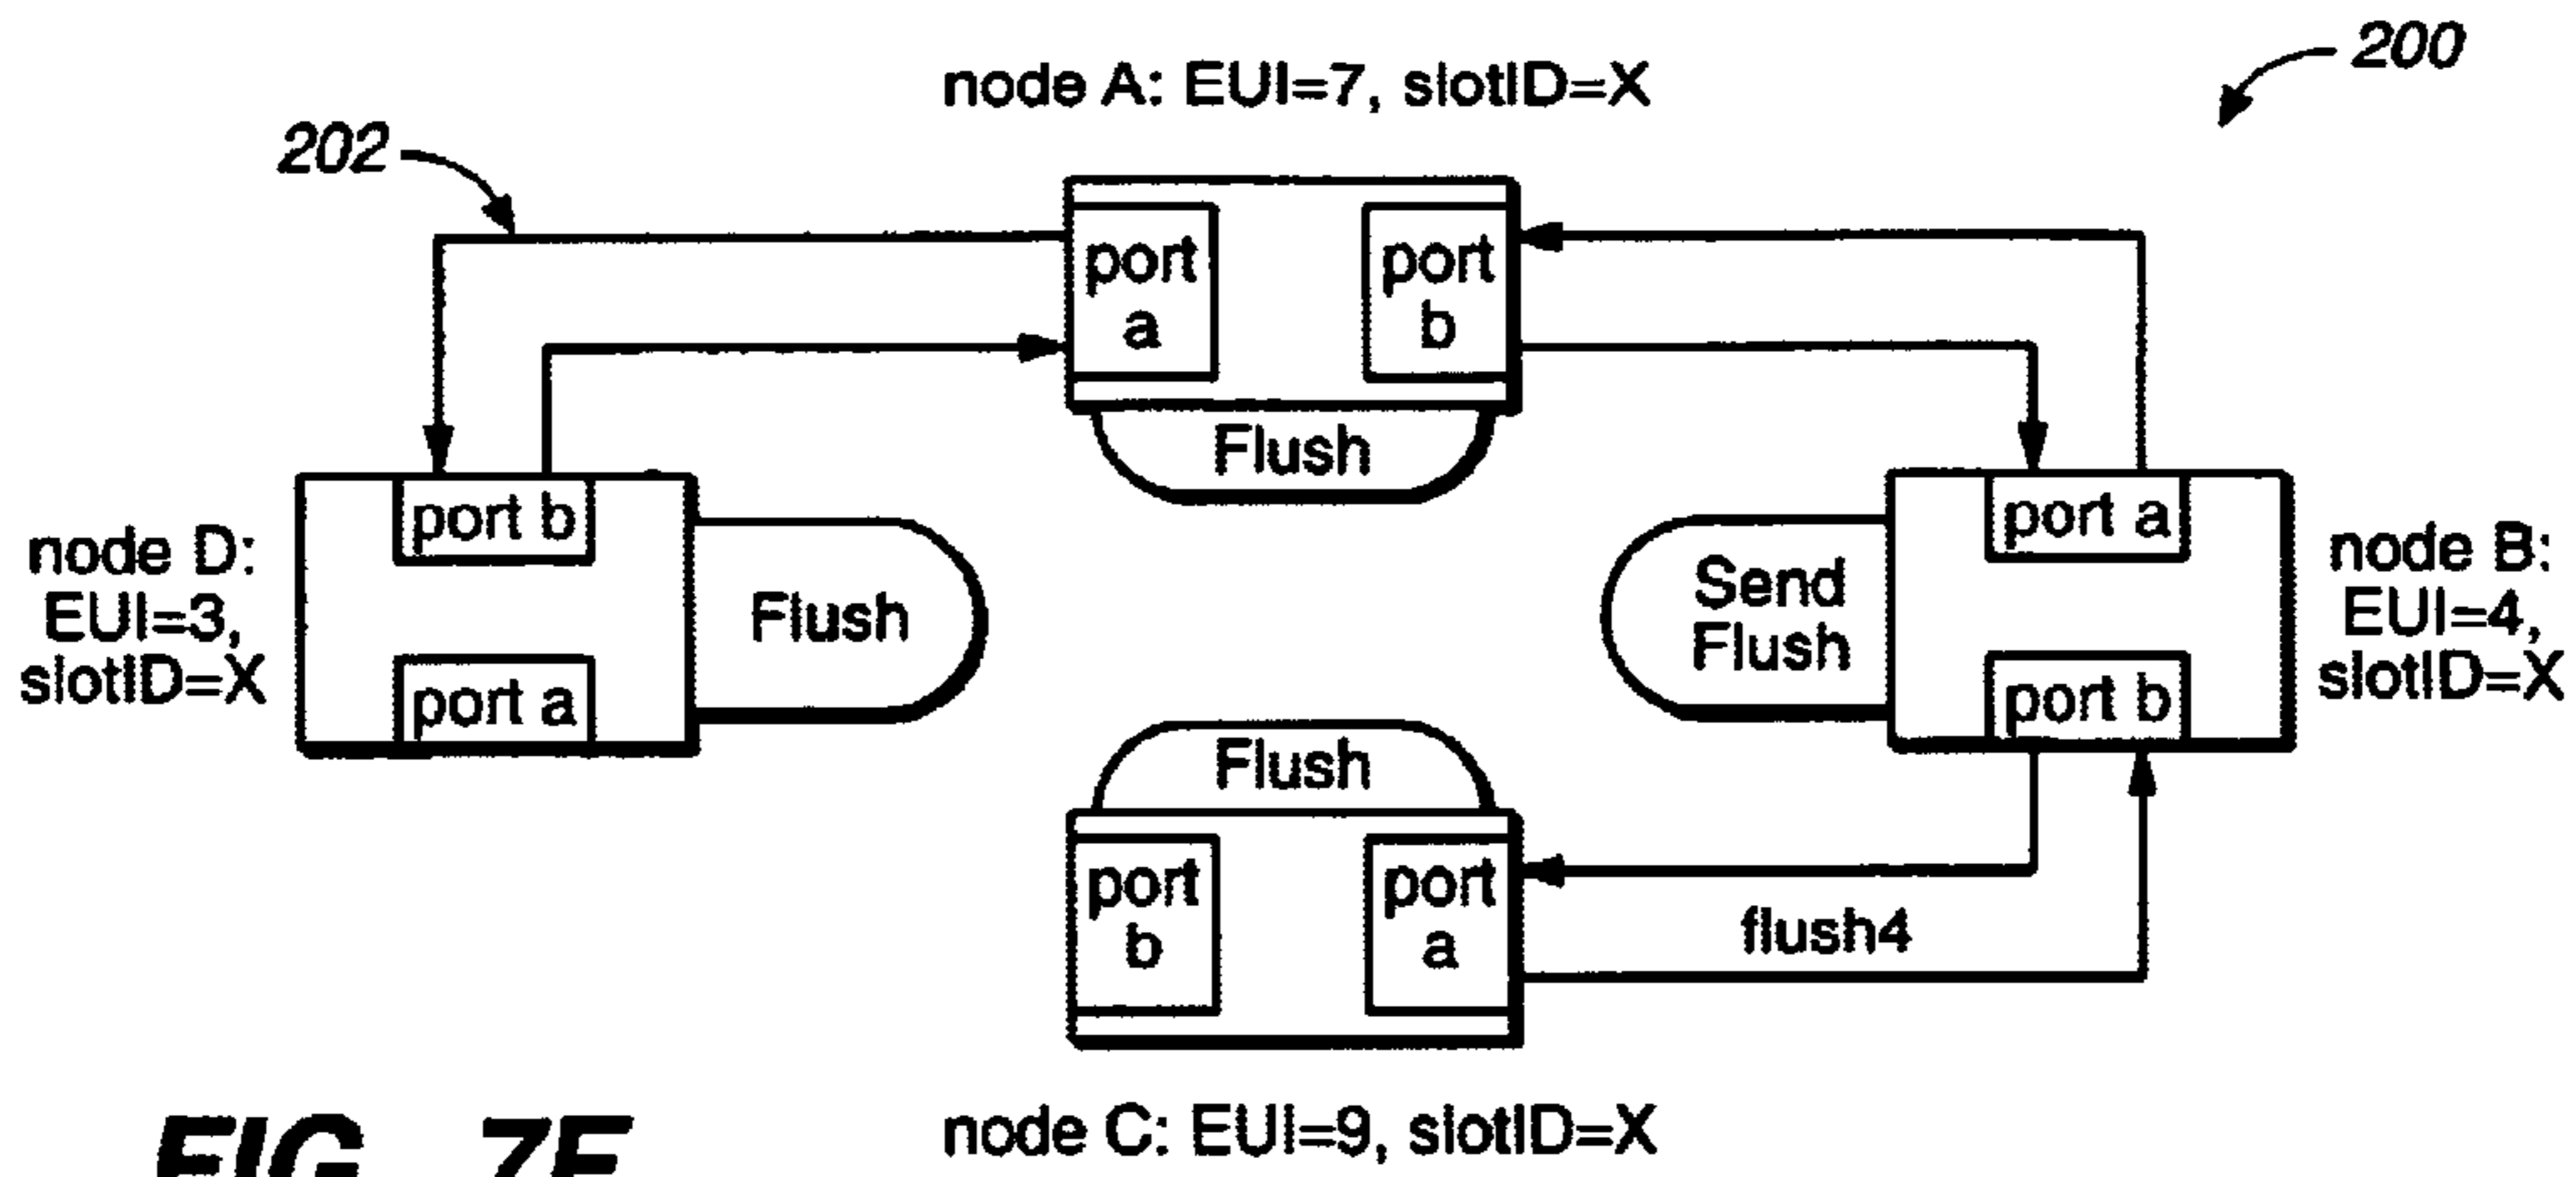 200
node A: EUI=7, slotID=X
202
port
a
port
b
Flush
node D:
EUI=3,
slotID=X
port b
port a
Flush
Send
Flush
port a
port b
node B:
EUI=4,
slotID=X
Flush
port
b
port
a
flush4
node C: EUI=9, slotID=X